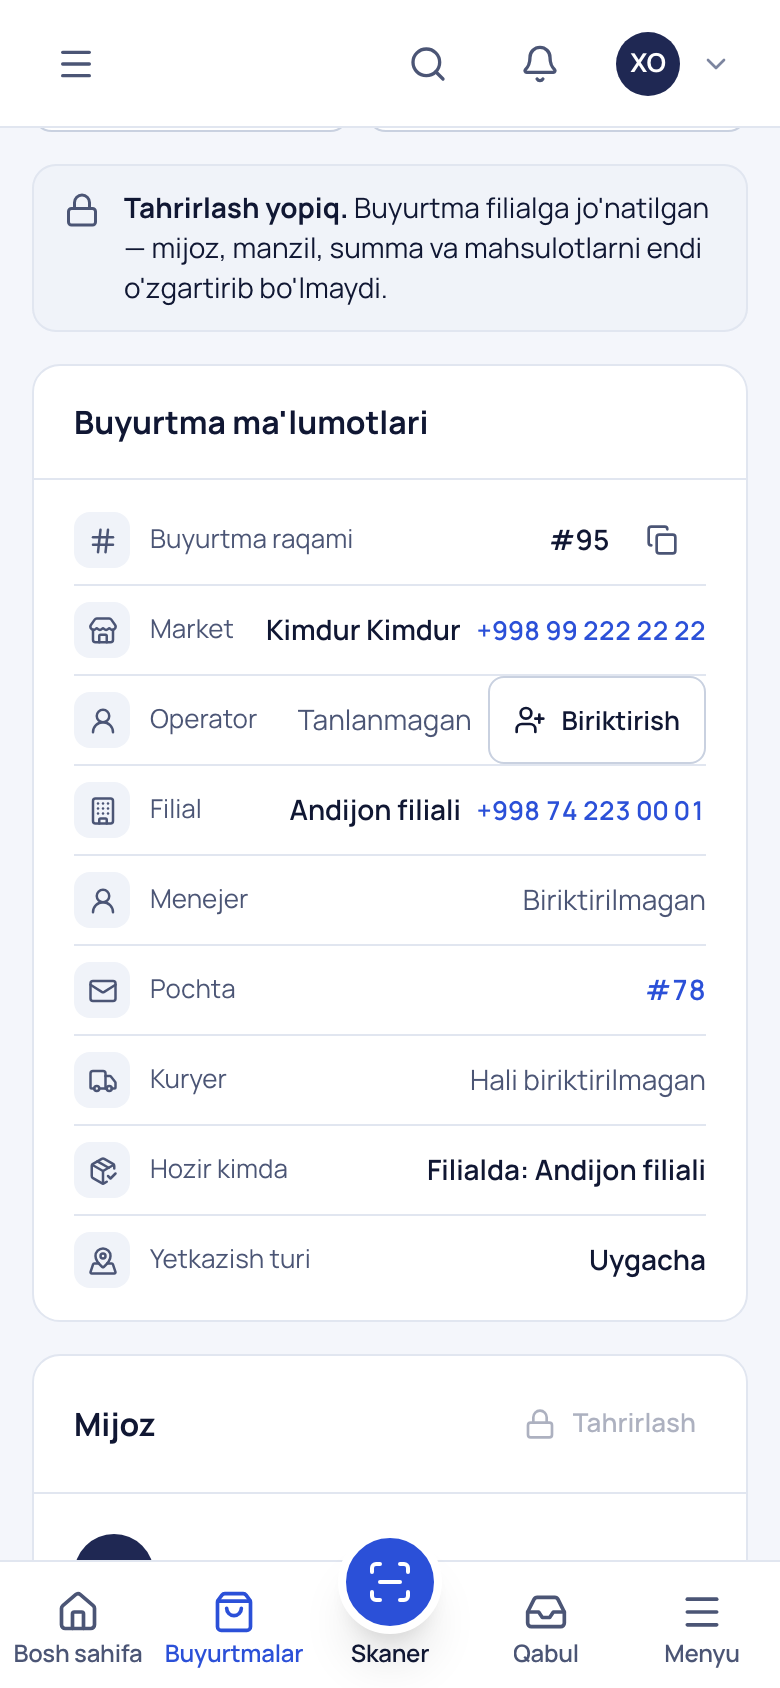 XO
Tahrirlash yopiq. Buyurtma filialga jo'natilgan
— mijoz, manzil, summa va mahsulotlarni endi
o'zgartirib bo'lmaydi.
Buyurtma ma'lumotlari
Buyurtma raqami #95
Market Kimdur Kimdur +998 99 222 22 22
Operator Tanlanmagan Biriktirish
Filial Andijon filiali +998 74 223 00 01
Menejer Biriktirilmagan
Pochta #78
Kuryer Hali biriktirilmagan
Hozir kimda Filialda: Andijon filiali
Yetkazish turi Uygacha
Mijoz Tahrirlash
Bosh sahifa Buyurtmalar Skaner Qabul Menyu